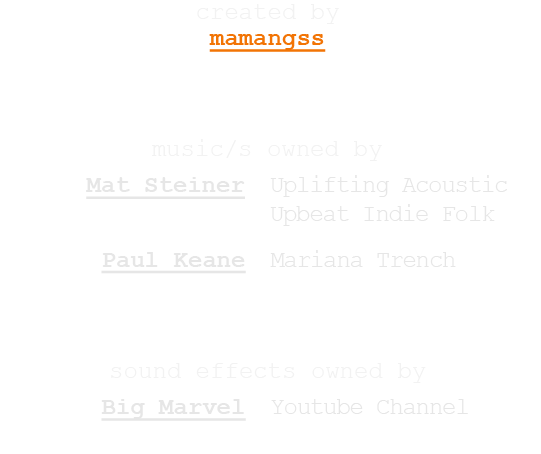 created by
mamangss
music/s owned by
Mat Steiner Uplifting Acoustic
Upbeat Indie Folk
Paul Keane Mariana Trench
sound effects owned by
Big Marvel Youtube Channel